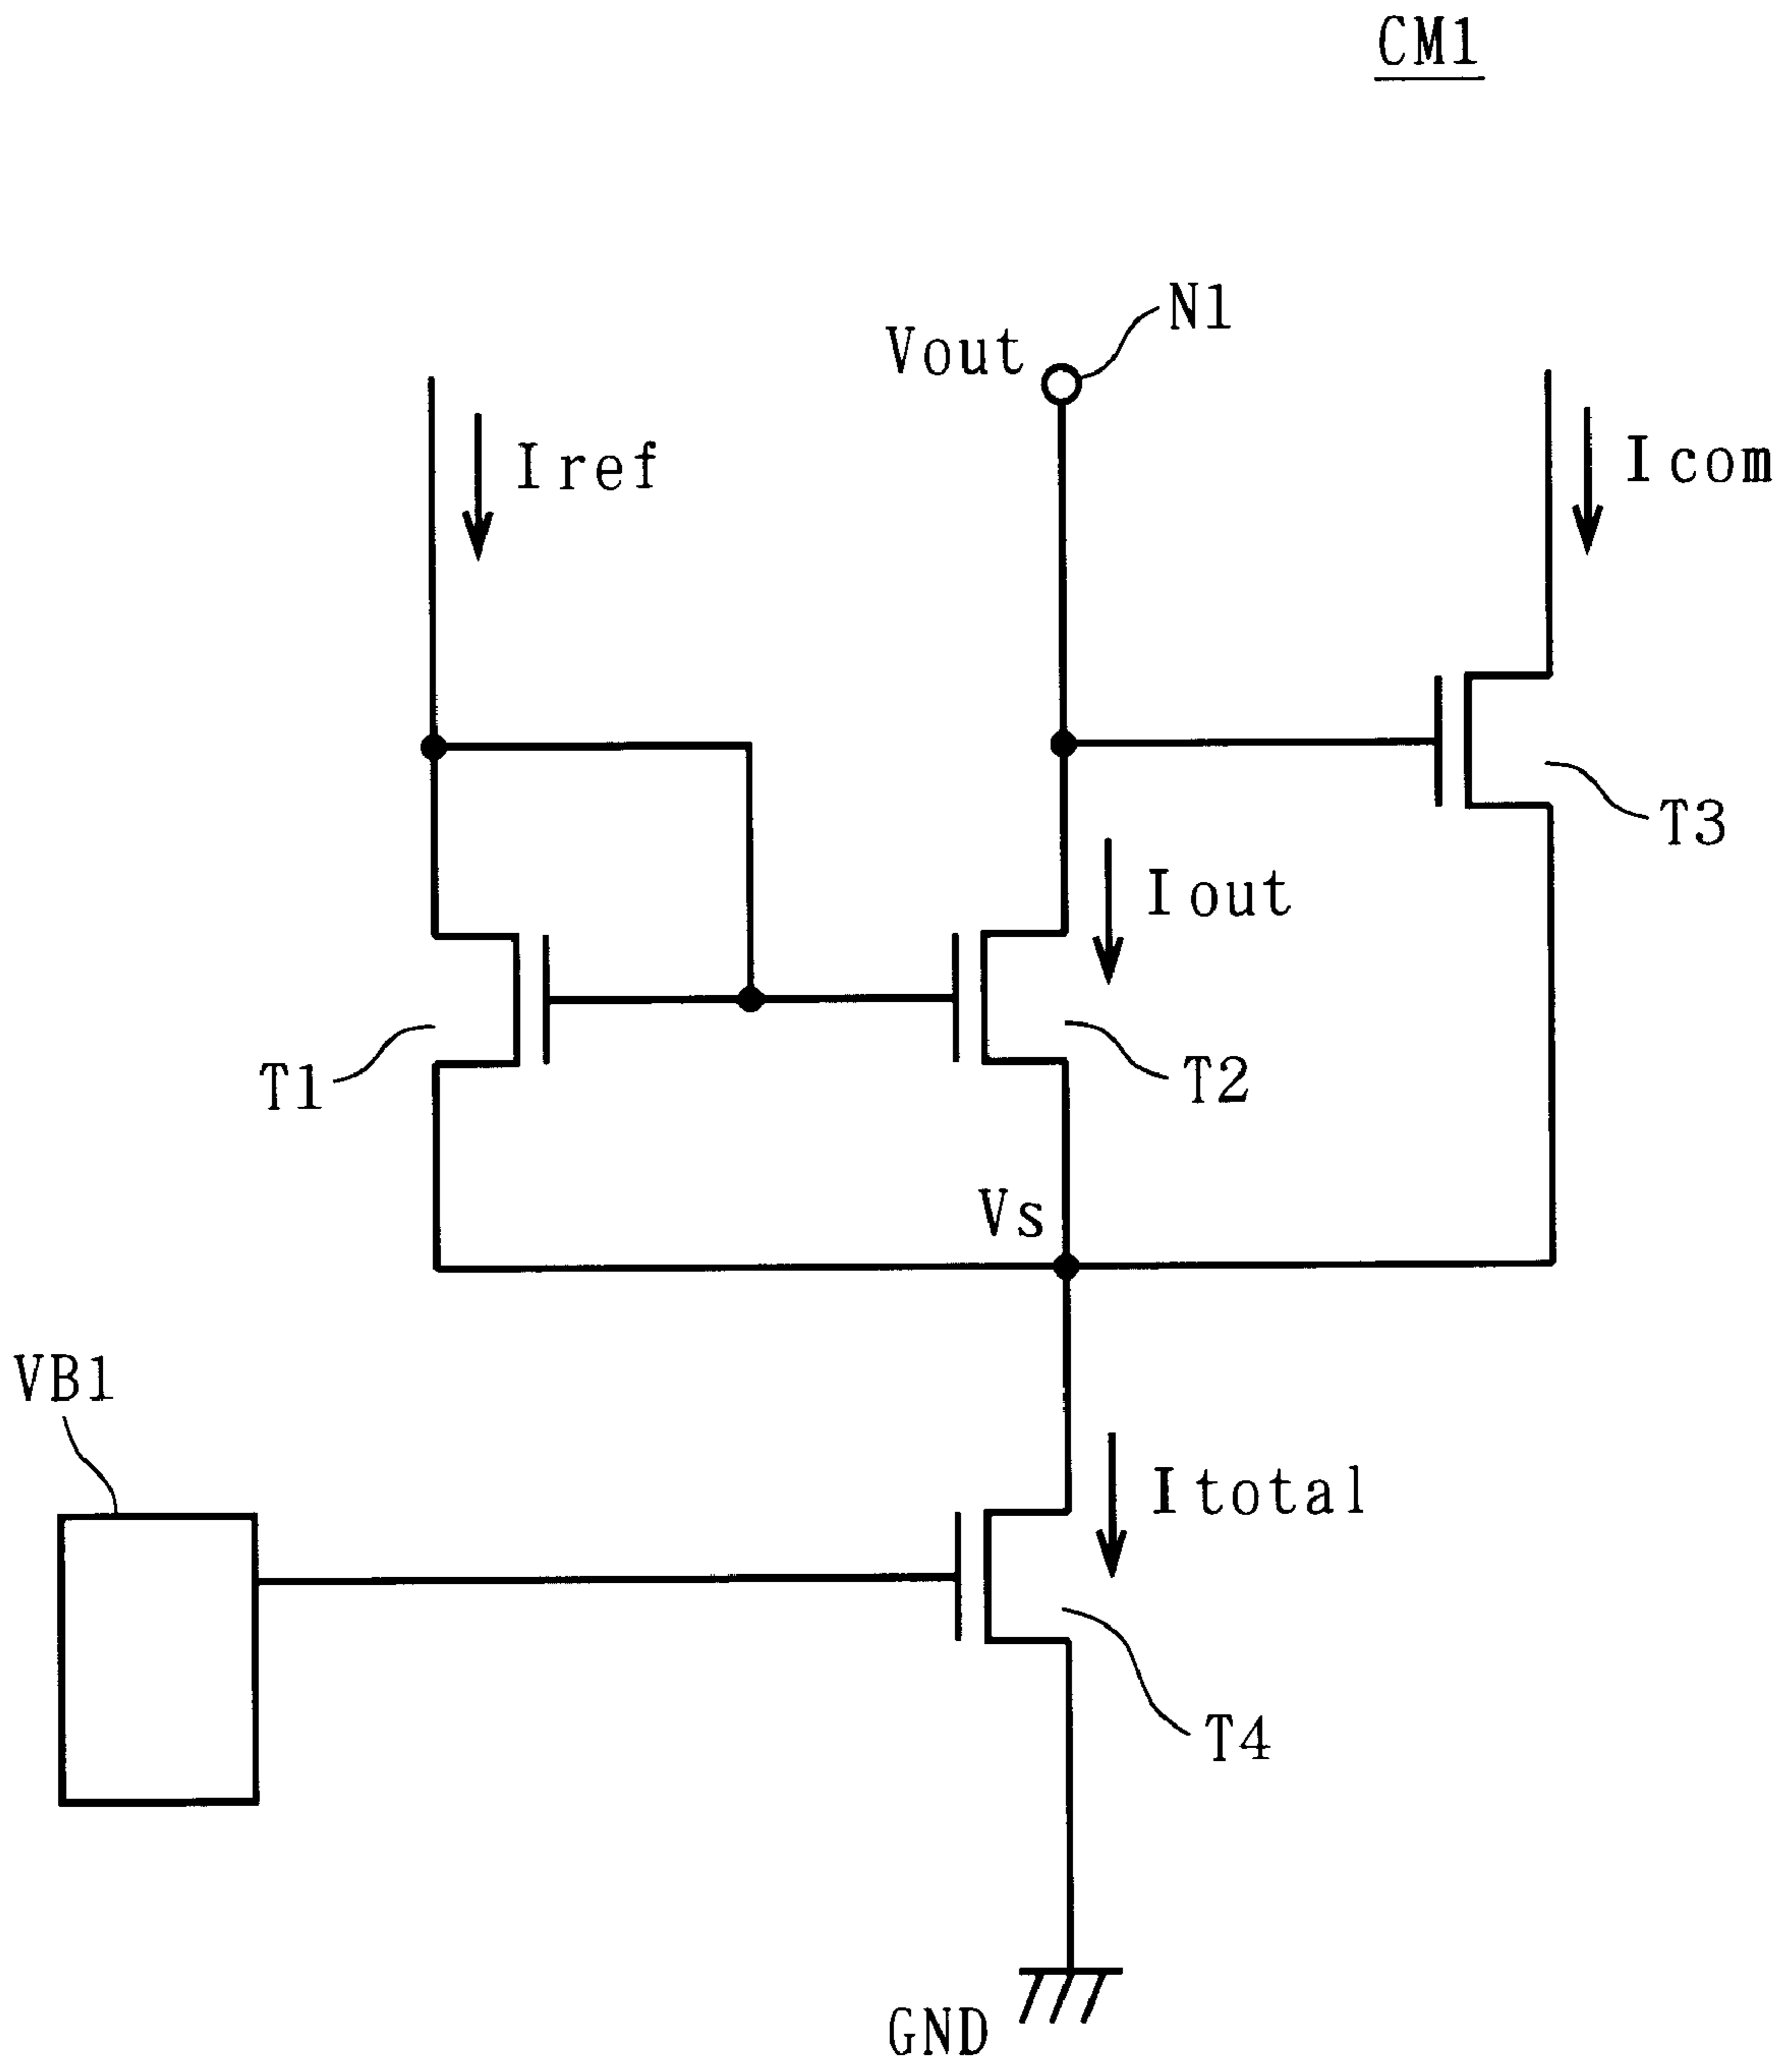 CM1
N1
Vout
Iref
Icom
T3
Iout
T1
T2
Vs
VB1
Itotal
T4
GND